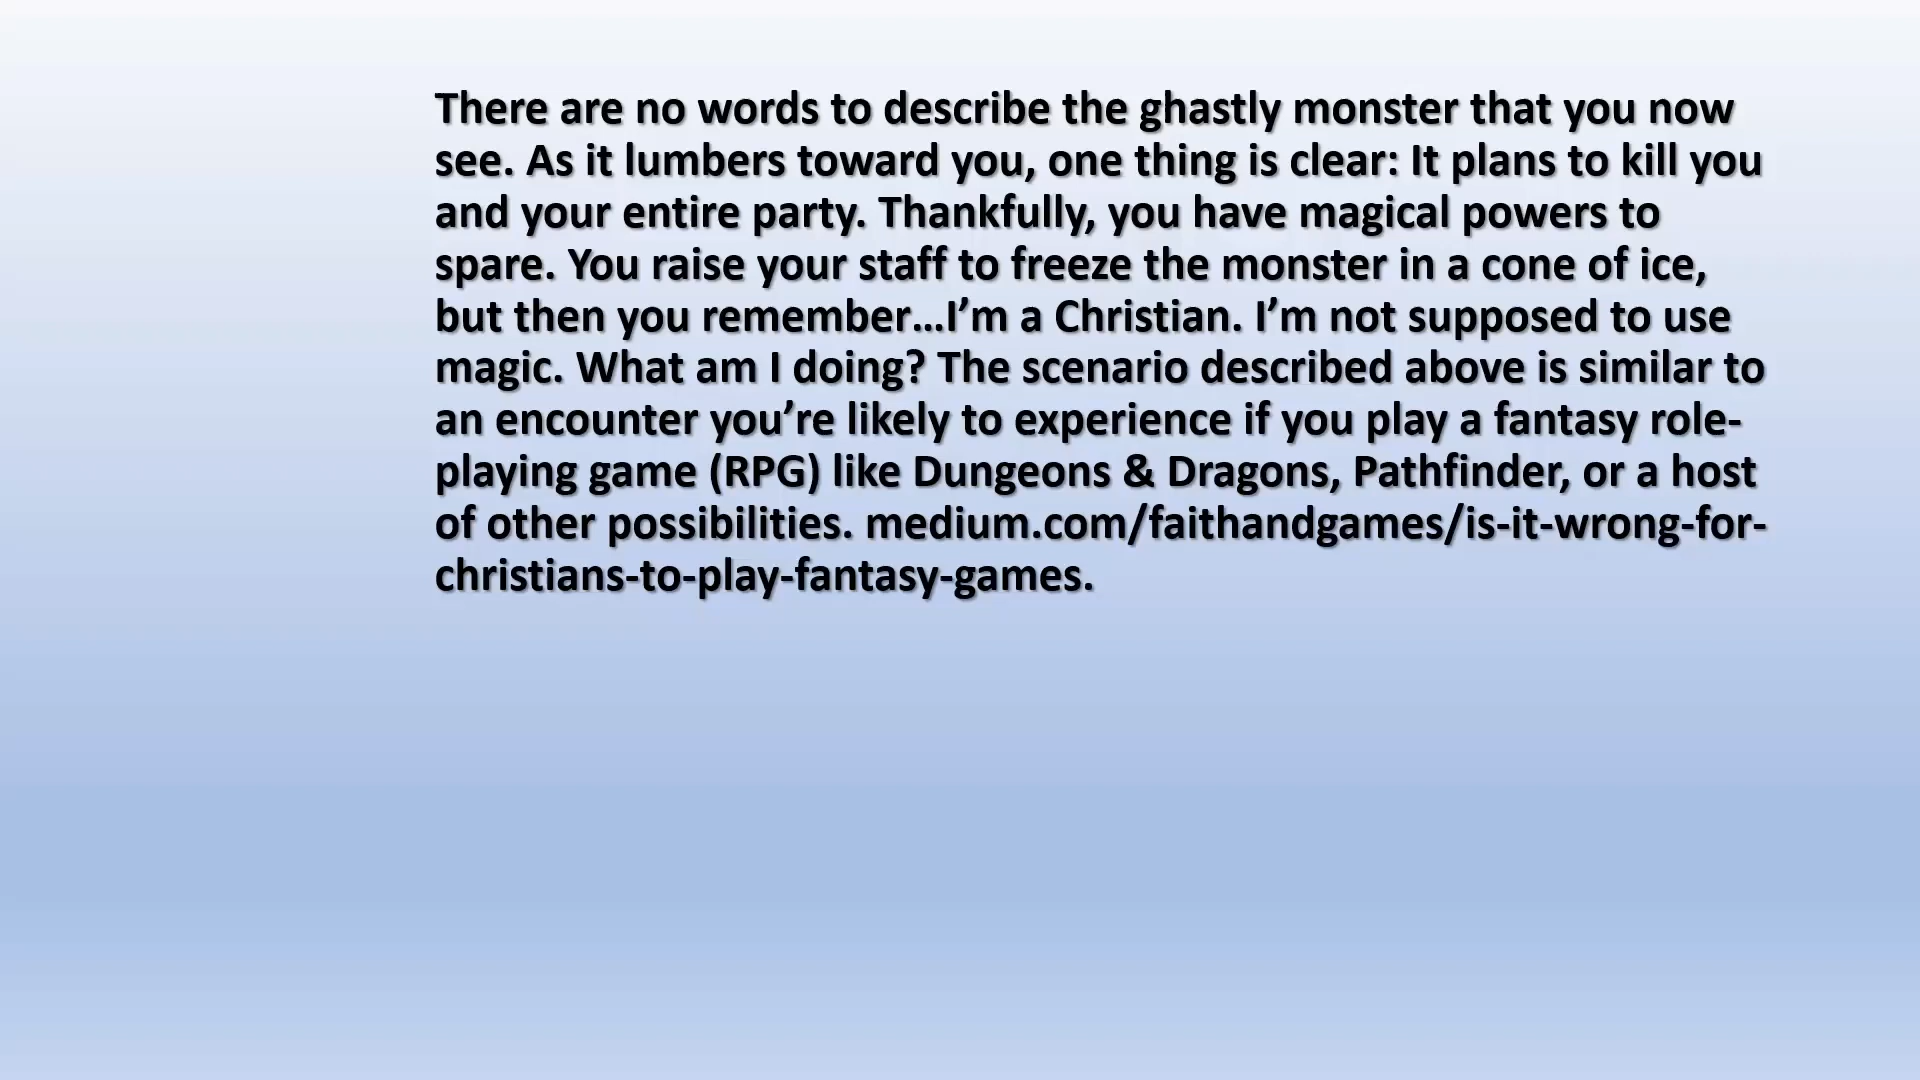 There are no words to describe the ghastly monster that you now
see. As it lumbers toward you, one thing is clear: It plans to kill you
and your entire party. Thankfully, you have magical powers to
spare. You raise your staff to freeze the monster in a cone of ice,
but then you remember…I’m a Christian. I’m not supposed to use
magic. What am I doing? The scenario described above is similar to
an encounter you’re likely to experience if you play a fantasy role-
playing game (RPG) like Dungeons & Dragons, Pathfinder, or a host
of other possibilities. medium.com/faithandgames/is-it-wrong-for-
christians-to-play-fantasy-games.